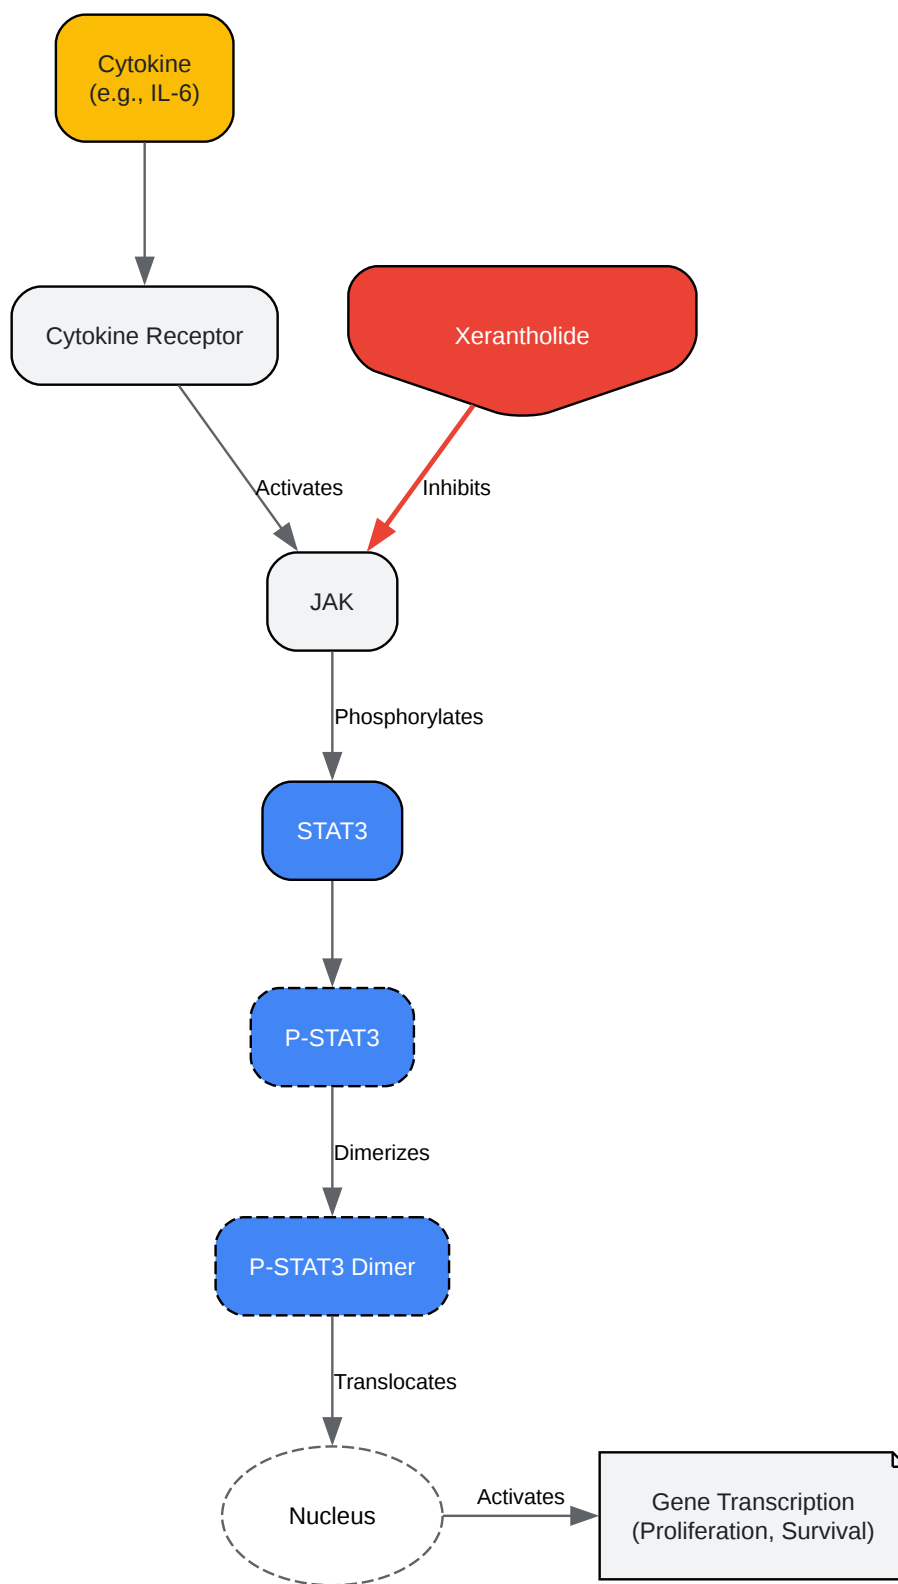 Cytokine
(e.g., IL-6)
Cytokine Receptor
Xerantholide
Activates
Inhibits
JAK
Phosphorylates
STAT3
P-STAT3
Dimerizes
P-STAT3 Dimer
Translocates
Nucleus
Activates
Gene Transcription
(Proliferation, Survival)